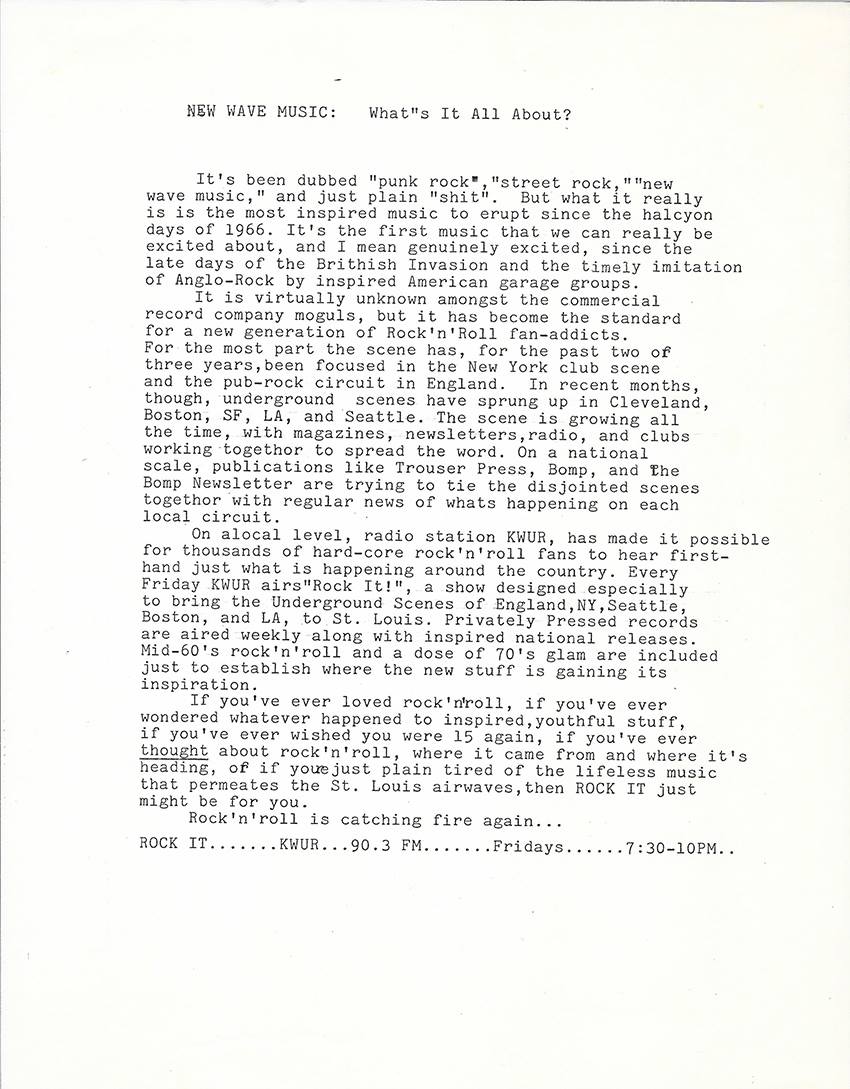 NEW WAVE MUSIC: What"s It All About?
It's been dubbed "punk rock","street rock,""new
wave music," and just plain "shit". But what it really
is is the most inspired music to erupt since the halcyon
days of 1966. It's the first music that we can really be
excited about, and I mean genuinely excited, since the
late days of the Brithish Invasion and the timely imitation
of Anglo-Rock by inspired American garage groups.
It is virtually unknown amongst the commercial
record company moguls, but it has become the standard
for a new generation of Rock'n'Roll fan-addicts.
For the most part the scene has, for the past two of
three years,been focused in the New York club scene
and the pub-rock circuit in England. In recent months,
though, underground scenes have sprung up in Cleveland,
Boston, SF, LA, and Seattle. The scene is growing all
the time, with magazines, newsletters,radio, and clubs
working togethor to spread the word. On a national
scale, publications like Trouser Press, Bomp, and The
Bomp Newsletter are trying to tie the disjointed scenes
togethor with regular news of whats happening on each
local circuit.
On alocal level, radio station KWUR, has made it possible
for thousands of hard-core rock'n'roll fans to hear first-
hand just what is happening around the country. Every
Friday KWUR airs"Rock It!", a show designed especially
to bring the Underground Scenes of England,NY,Seattle,
Boston, and LA, to St. Louis. Privately Pressed records
are aired weekly along with inspired national releases.
Mid-60's rock'n'roll and a dose of 70's glam are included
just to establish where the new stuff is gaining its
inspiration.
If you've ever loved rock'n'roll, if you've ever
wondered whatever happened to inspired,youthful stuff,
if you've ever wished you were 15 again, if you've ever
thought about rock'n'roll, where it came from and where it's
heading, of if youre just plain tired of the lifeless music
that permeates the St. Louis airwaves,then ROCK IT just
might be for you.
Rock'n'roll is catching fire again...
ROCK IT.......KWUR...90.3 FM.......Fridays......7:30-10PM..